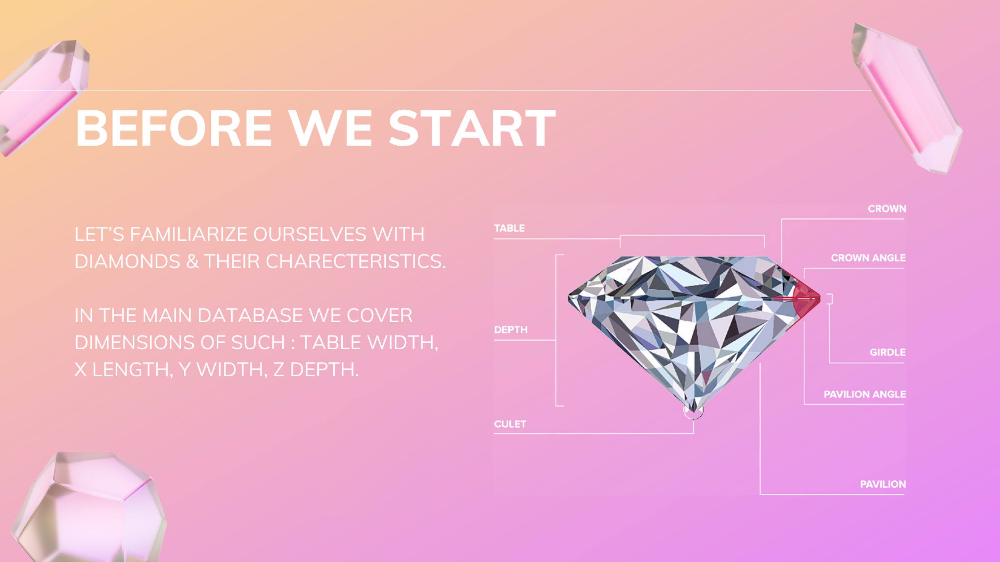 BEFORE WE START
LET’S FAMILIARIZE OURSELVES WITH
DIAMONDS & THEIR CHARECTERISTICS.
IN THE MAIN DATABASE WE COVER
DIMENSIONS OF SUCH : TABLE WIDTH,
X LENGTH, Y WIDTH, Z DEPTH.
TABLE
DEPTH
CULET
CROWN
CROWN ANGLE
GIRDLE
PAVILION ANGLE
PAVILION